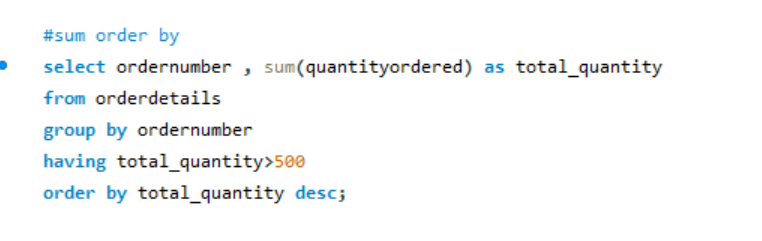 #sum order by
select ordernumber , sum(quantityordered) as total_quantity
from orderdetails
group by ordernumber
having total_quantity>500
order by total_quantity desc;